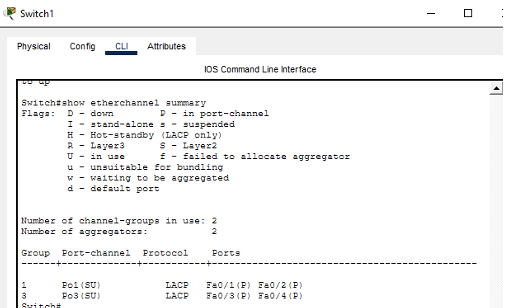 Switch1
Physical Config CLI Attributes
IOS Command Line Interface
to up
Switch#show etherchannel summary
Flags: D - down P - in port-channel
I - stand-alone s - suspended
H - Hot-standby (LACP only)
R - Layer3 S - Layer2
U - in use f - failed to allocate aggregator
u - unsuitable for bundling
w - waiting to be aggregated
d - default port
Number of channel-groups in use: 2
Number of aggregators: 2
Group Port-channel Protocol Ports
------+-------------+-----------+----------------------------------------------
1 Po1(SU) LACP Fa0/1(P) Fa0/2(P)
3 Po3(SU) LACP Fa0/3(P) Fa0/4(P)
Switch#